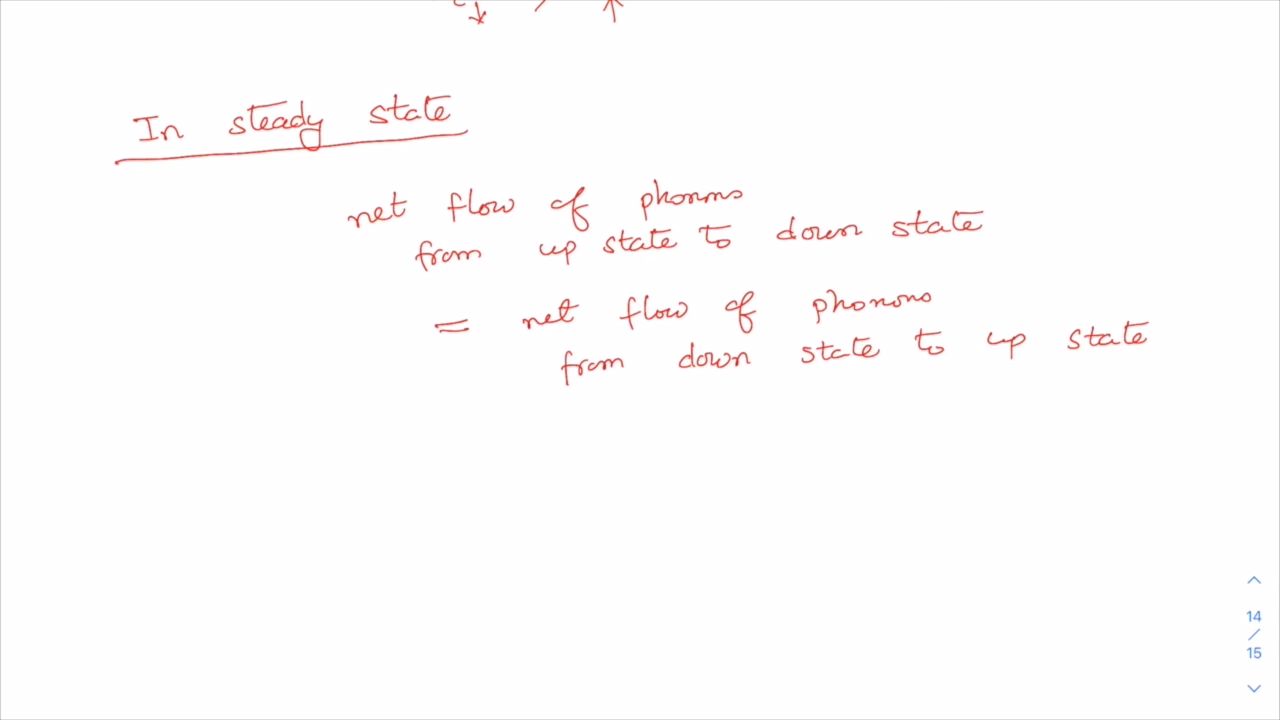 In steady state
net flow of phonons
from up state to down state
= net flow of phonons
from down state to up state
14
/
15